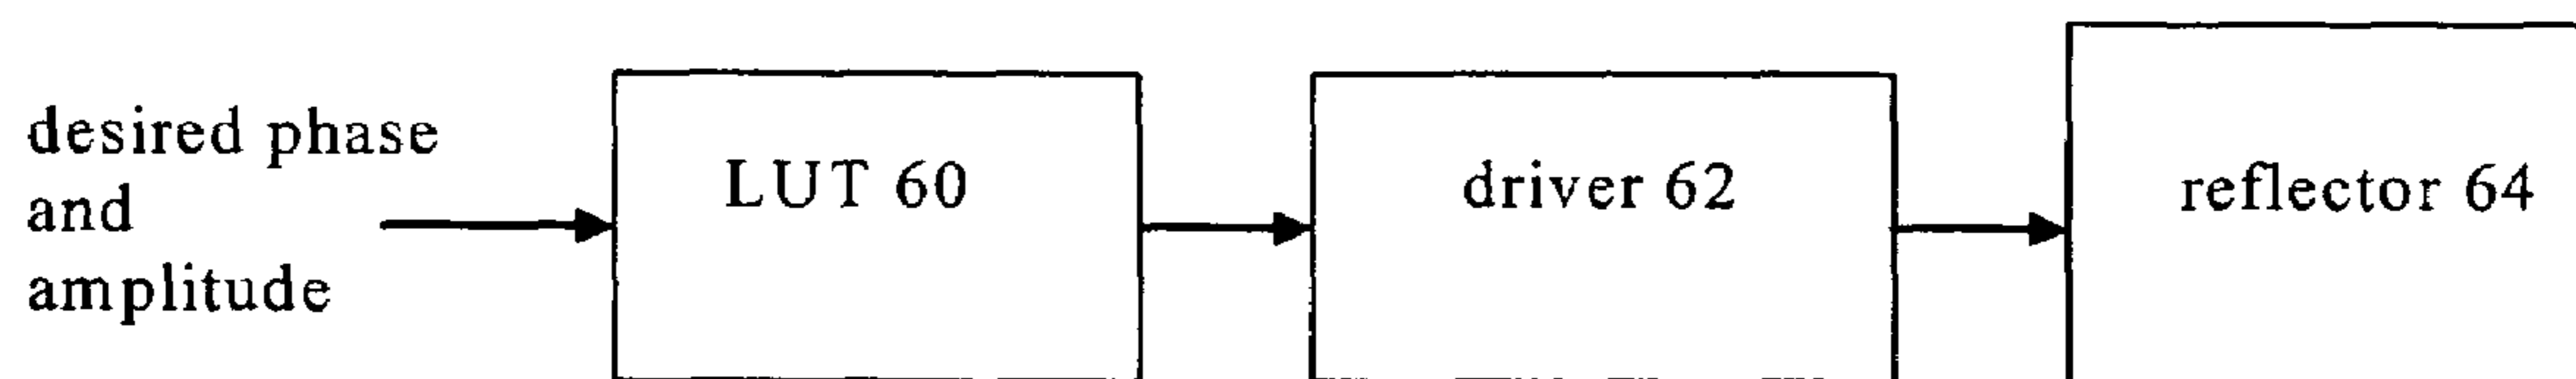 desired phase
and
amplitude
LUT 60
driver 62
reflector 64